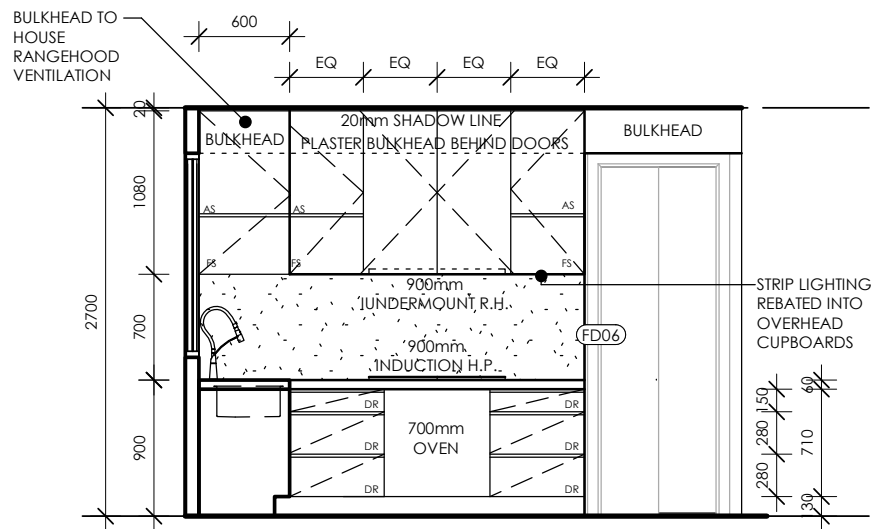 BULKHEAD TO
HOUSE
RANGEHOOD
VENTILATION
600
EQ EQ EQ EQ
20
20mm SHADOW LINE
BULKHEAD
PLASTER BULKHEAD BEHIND DOORS
BULKHEAD
1080
AS
AS
AS
FS
FS
FS
900mm
UNDERMOUNT R.H.
STRIP LIGHTING
REBATED INTO
OVERHEAD
CUPBOARDS
2700
700
FD06
900mm
INDUCTION H.P.
60
150
DR
DR
700mm
OVEN
900
280
710
DR
DR
280
DR
DR